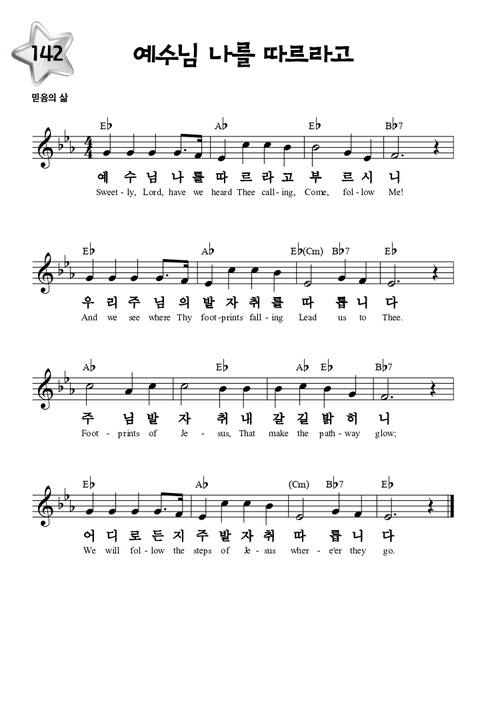 142
예수님 나를 따르라고
믿음의 삶
E♭ A♭ E♭ B♭7
4/4
예 수 님 나 를 따 르 라 고 부 르 시 니
Sweet - ly, Lord, have we heard Thee call - ing, Come, fol - low Me!
E♭ A♭ E♭(Cm) B♭7 E♭
우 리 주 님 의 발 자 취 를 따 릅 니 다
And we see where Thy foot - prints fall - ing Lead us to Thee.
A♭ E♭ A♭ E♭ B♭7
주 님 발 자 취 내 갈 길 밝 히 니
Foot - prints of Je - sus, That make the path - way glow;
E♭ A♭ (Cm) B♭7 E♭
어 디 로 든 지 주 발 자 취 따 릅 니 다
We will fol - low the steps of Je - sus wher - e'er they go.